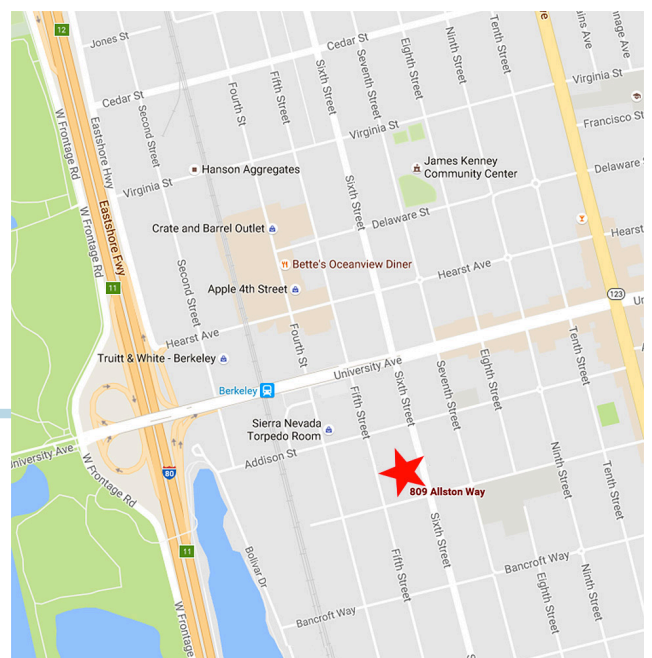 12
Jones St
Cedar St
Sixth Street
Seventh Street
Eighth Street
Ninth Street
Tenth Street
Virginia St
Cedar St
W Frontage Rd
Eastshore Hwy
Second Street
Fourth St
Fifth Street
Virginia St
Francisco St
Hanson Aggregates
James Kenney
Community Center
Delaware
Virginia St
Sixth Street
W Frontage Rd
Eastshore Fwy
Crate and Barrel Outlet
Delaware St
Hearst
Bette's Oceanview Diner
Hearst Ave
Second Street
11
Apple 4th Street
123
Un
Hearst Ave
Fourth St
Tenth Street
Truitt & White - Berkeley
University Ave
Sixth Street
Seventh Street
Eighth Street
Berkeley
Fifth Street
Sierra Nevada
Torpedo Room
Addison St
University Ave
W Frontage Rd
80
Ninth Street
809 Allston Way
Sixth Street
11
Bolivar Dr
Fifth Street
Bancroft Way
Eighth Street
Ninth Street
W Frontage
Bancroft Way
Sixth Street